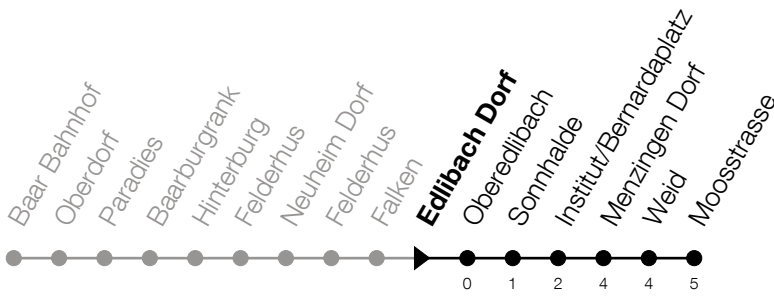 Baar Bahnhof
Oberdorf
Paradies
Baarburgrank
Hinterburg
Felderhus
Neuheim Dorf
Felderhus
Falken
Edlibach Dorf
Oberedlibach
Sonnhalde
Institut/Bernardaplatz
Menzingen Dorf
Weid
Moosstrasse
0 1 2 4 4 5